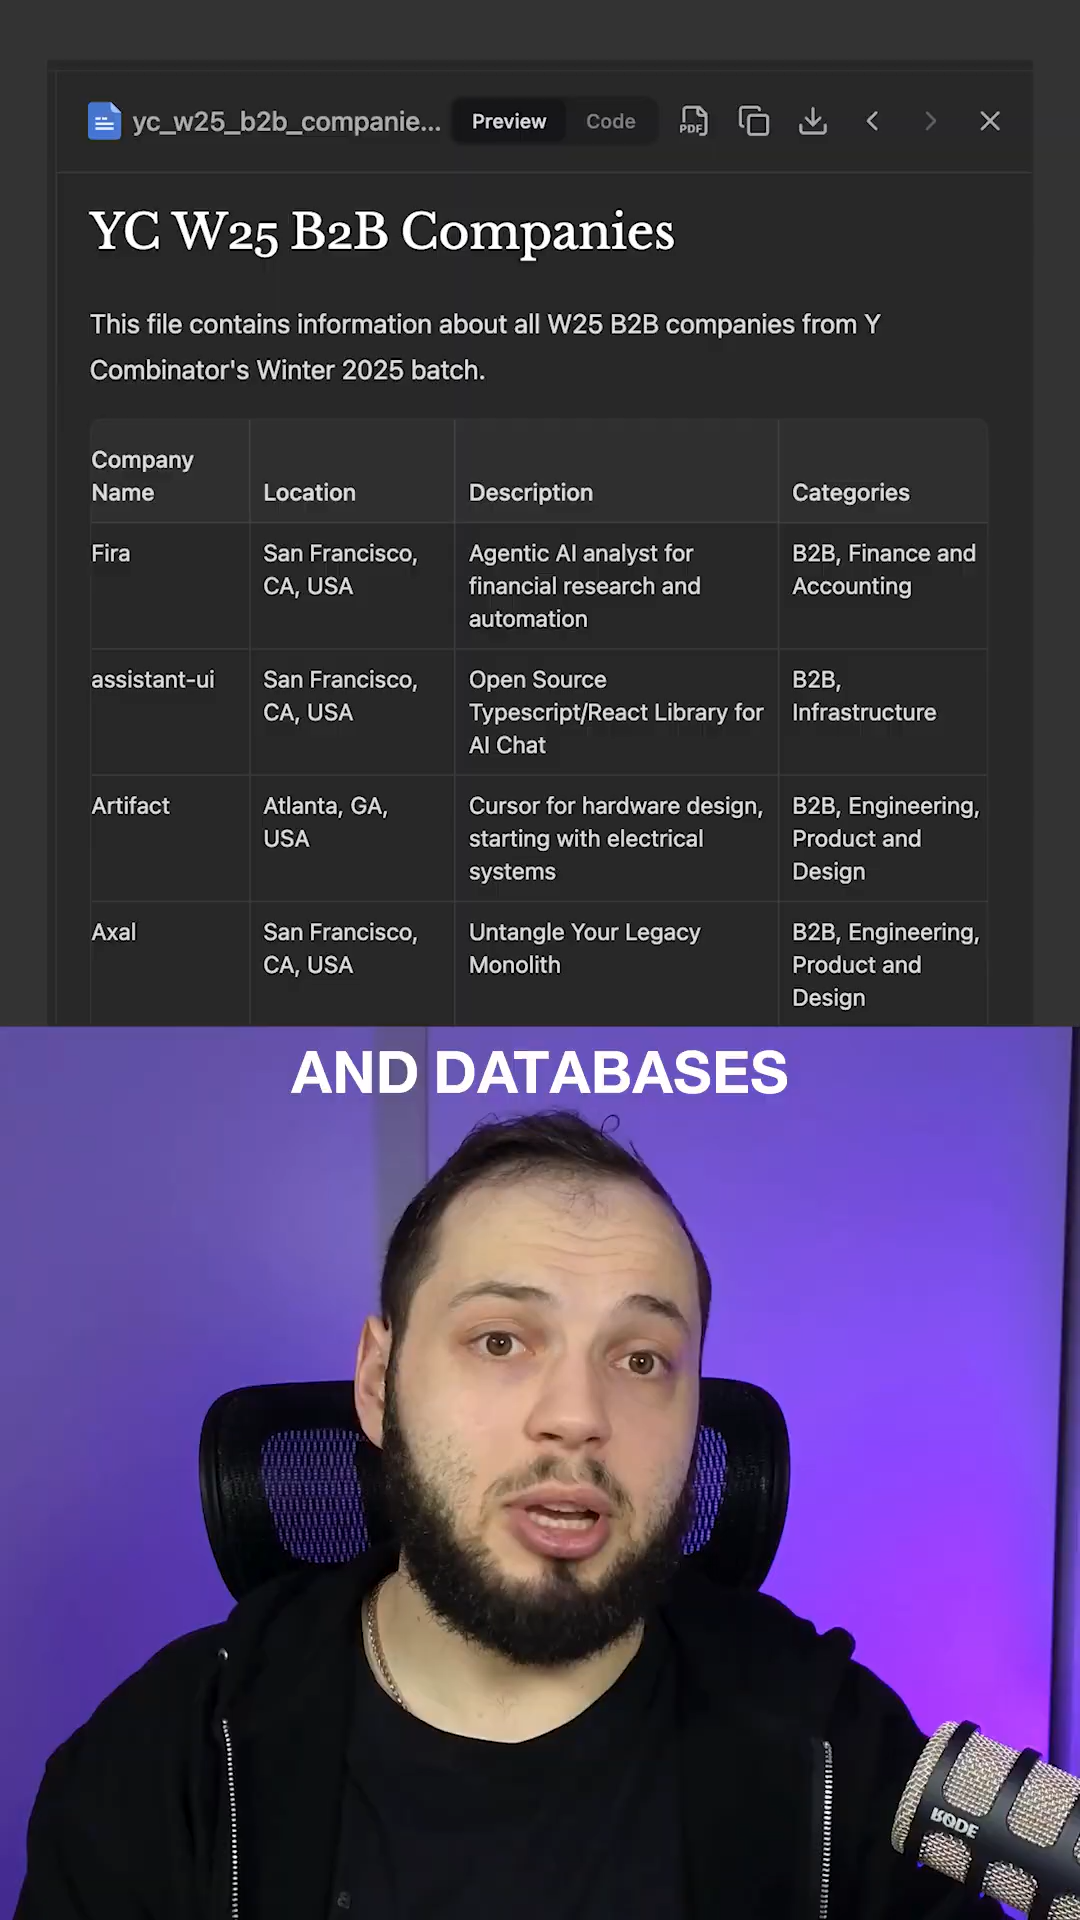 yc_w25_b2b_companie...
Preview
Code
PDF
YC W25 B2B Companies
This file contains information about all W25 B2B companies from Y
Combinator's Winter 2025 batch.
Company
Name
Location
Description
Categories
Fira
San Francisco,
CA, USA
Agentic AI analyst for
financial research and
automation
B2B, Finance and
Accounting
assistant-ui
San Francisco,
CA, USA
Open Source
Typescript/React Library for
AI Chat
B2B,
Infrastructure
Artifact
Atlanta, GA,
USA
Cursor for hardware design,
starting with electrical
systems
B2B, Engineering,
Product and
Design
Axal
San Francisco,
CA, USA
Untangle Your Legacy
Monolith
B2B, Engineering,
Product and
Design
AND DATABASES
RØDE